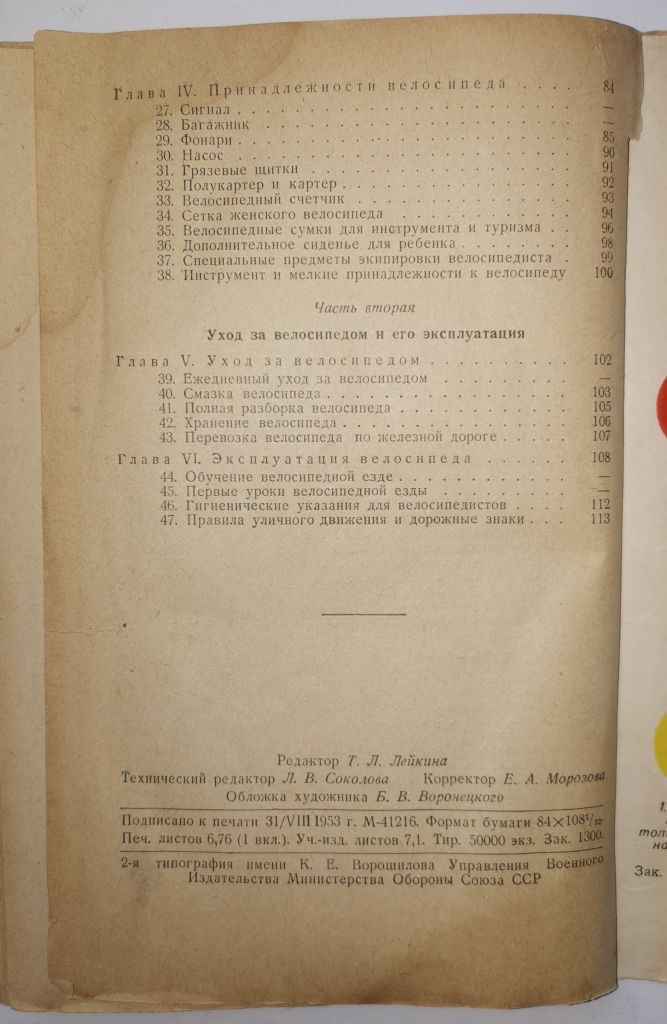 Глава IV. Принадлежности велосипеда . . . . 84
27. Сигнал . . . . . . . . . . . . . . . . . . . . . . —
28. Багажник . . . . . . . . . . . . . . . . . . . . —
29. Фонари . . . . . . . . . . . . . . . . . . . . . 85
30. Насос . . . . . . . . . . . . . . . . . . . . . . 90
31. Грязевые щитки . . . . . . . . . . . . . . . . . 91
32. Полукартер и картер . . . . . . . . . . . . . . 92
33. Велосипедный счетчик . . . . . . . . . . . . . 93
34. Сетка женского велосипеда . . . . . . . . . . . 94
35. Велосипедные сумки для инструмента и туризма . . 96
36. Дополнительное сиденье для ребенка . . . . . . . . 98
37. Специальные предметы экипировки велосипедиста . 99
38. Инструмент и мелкие принадлежности к велосипеду 100
Часть вторая
Уход за велосипедом и его эксплуатация
Глава V. Уход за велосипедом . . . . . . . . . . 102
39. Ежедневный уход за велосипедом . . . . . . . . . —
40. Смазка велосипеда . . . . . . . . . . . . . . . . 103
41. Полная разборка велосипеда . . . . . . . . . . . 105
42. Хранение велосипеда . . . . . . . . . . . . . . . 106
43. Перевозка велосипеда по железной дороге . . . . . 107
Глава VI. Эксплуатация велосипеда . . . . . . 108
44. Обучение велосипедной езде . . . . . . . . . . . —
45. Первые уроки велосипедной езды . . . . . . . . —
46. Гигиенические указания для велосипедистов . . . . 112
47. Правила уличного движения и дорожные знаки . . . 113
Редактор Т. Л. Лейкина
Технический редактор Л. В. Соколова Корректор Е. А. Морозова
Обложка художника Б. В. Воронецкого
Подписано к печати 31/VIII 1953 г. М-41216. Формат бумаги 84×108¹/₃₂.
Печ. листов 6,76 (1 вкл.). Уч.-изд. листов 7,1. Тир. 50000 экз. Зак. 1300.
2-я типография имени К. Е. Ворошилова Управления Военного
Издательства Министерства Обороны Союза ССР
1.
тол
но
Зак.